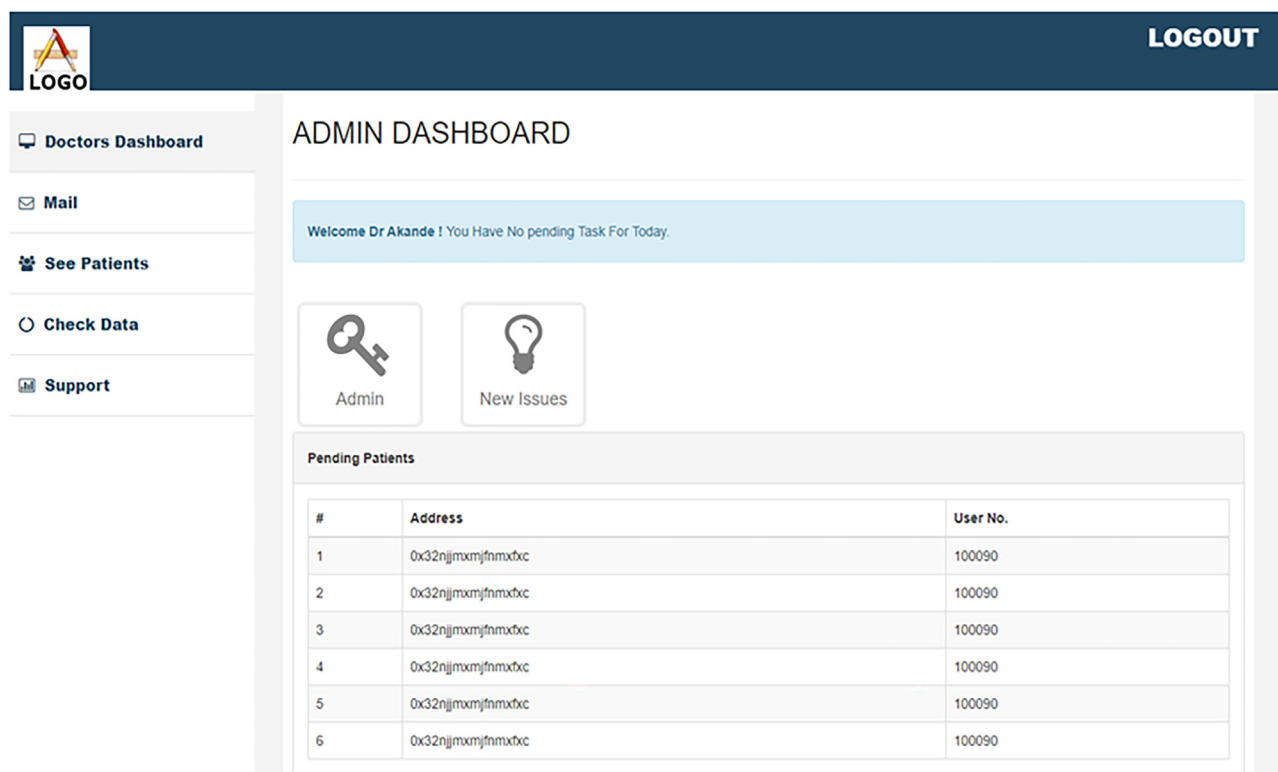 LOGO
LOGOUT
Doctors Dashboard
Mail
See Patients
Check Data
Support
ADMIN DASHBOARD
Welcome Dr Akande ! You Have No pending Task For Today.
Admin
New Issues
Pending Patients
# Address User No.
1 0x32njjmxmjfnmxfxc 100090
2 0x32njjmxmjfnmxfxc 100090
3 0x32njjmxmjfnmxfxc 100090
4 0x32njjmxmjfnmxfxc 100090
5 0x32njjmxmjfnmxfxc 100090
6 0x32njjmxmjfnmxfxc 100090